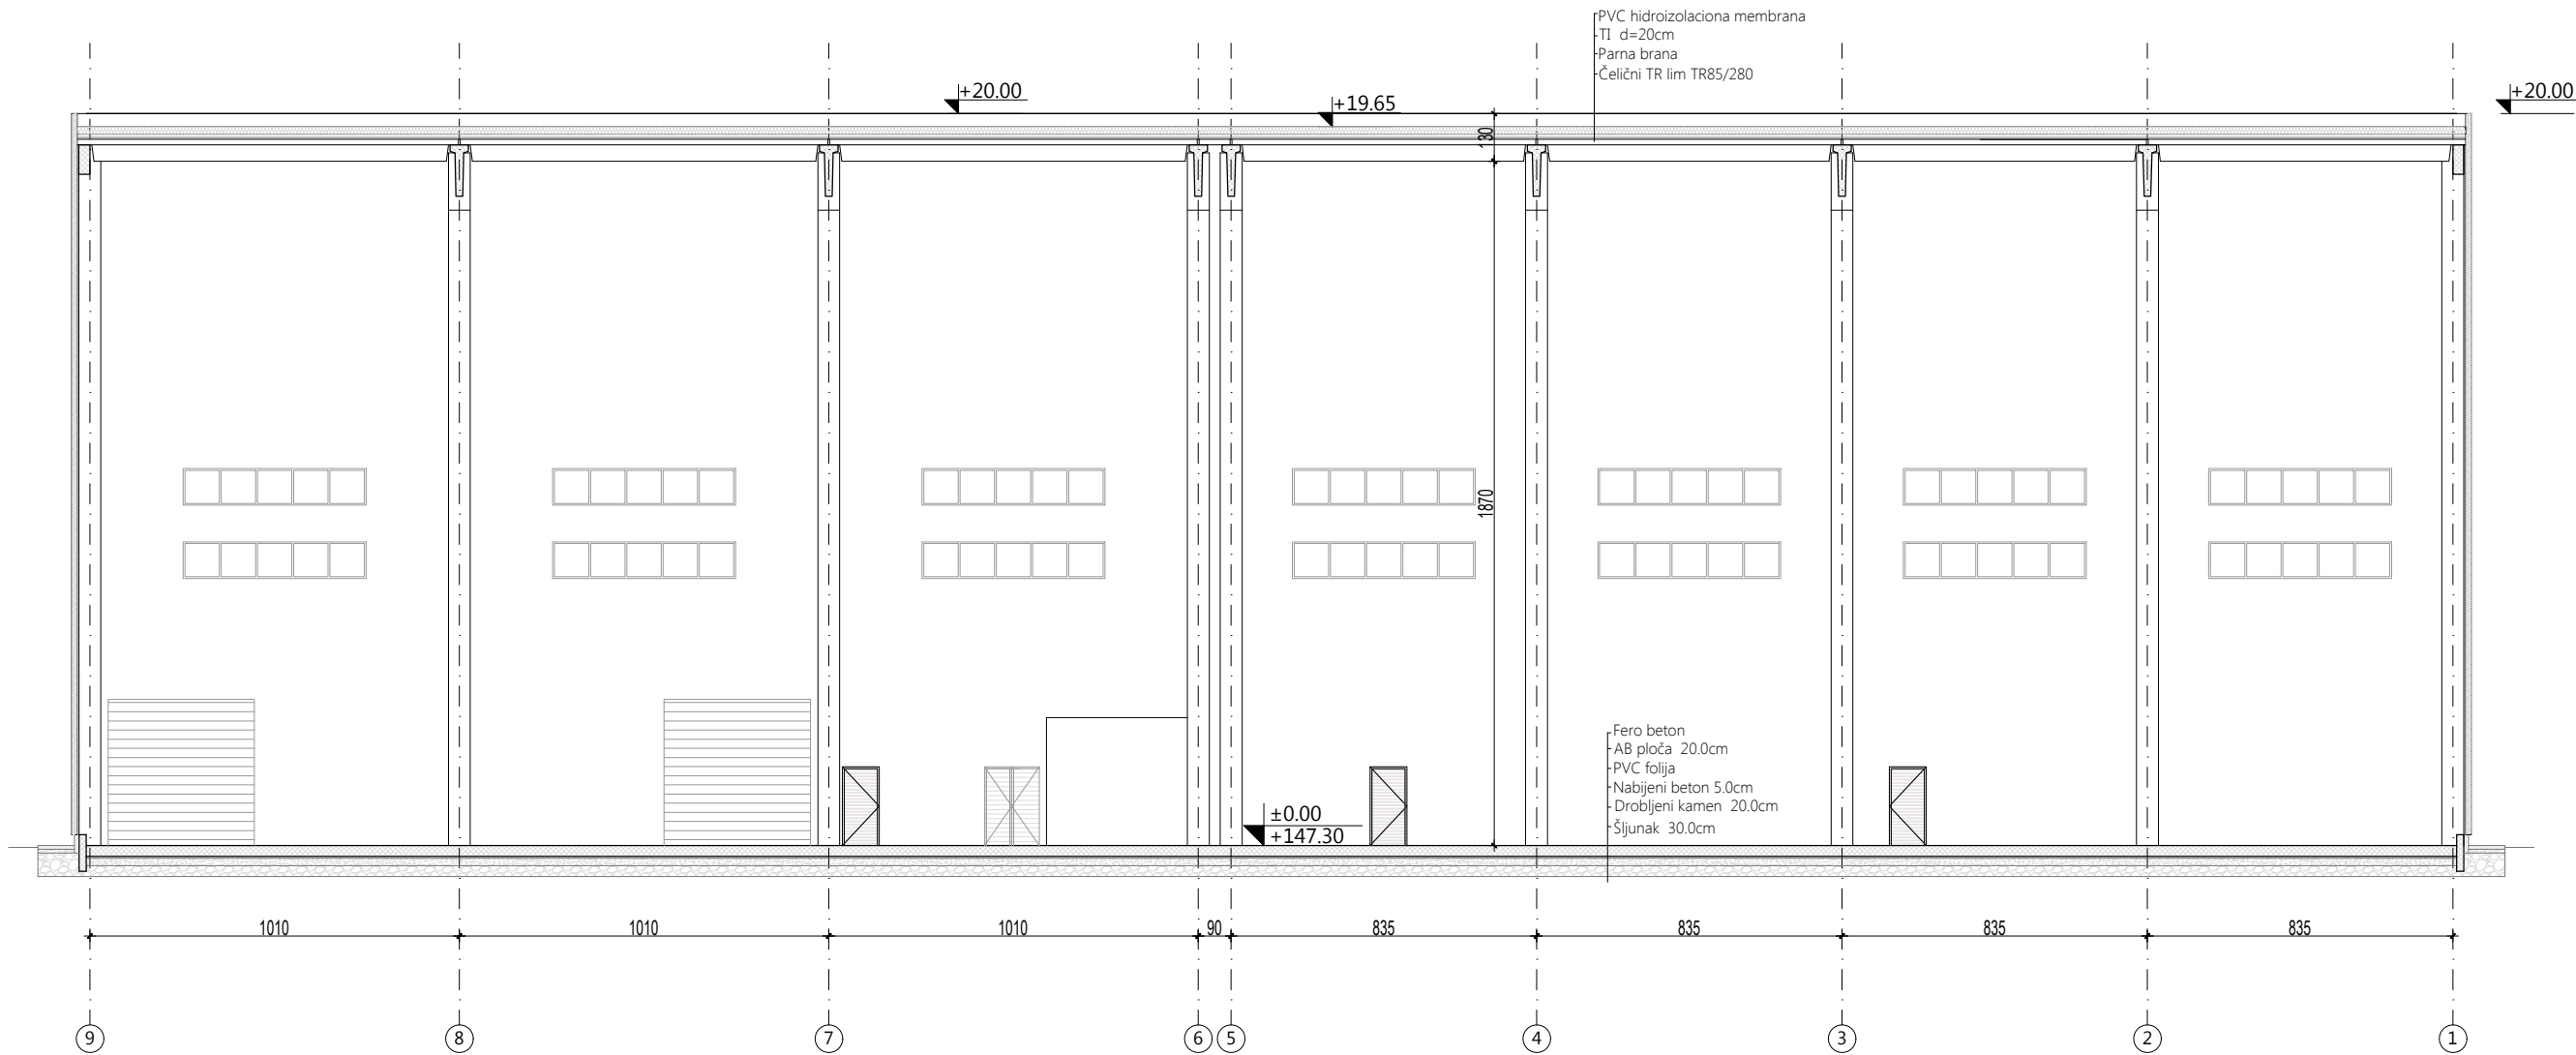 PVC hidroizolaciona membrana
TI d=20cm
Parna brana
Čelični TR lim TR85/280
+20.00
+19.65
+20.00
130
1870
Fero beton
AB ploča 20.0cm
PVC folija
Nabijeni beton 5.0cm
Drobljeni kamen 20.0cm
Šljunak 30.0cm
±0.00
+147.30
1010 1010 1010 90 835 835 835 835
9 8 7 6 5 4 3 2 1